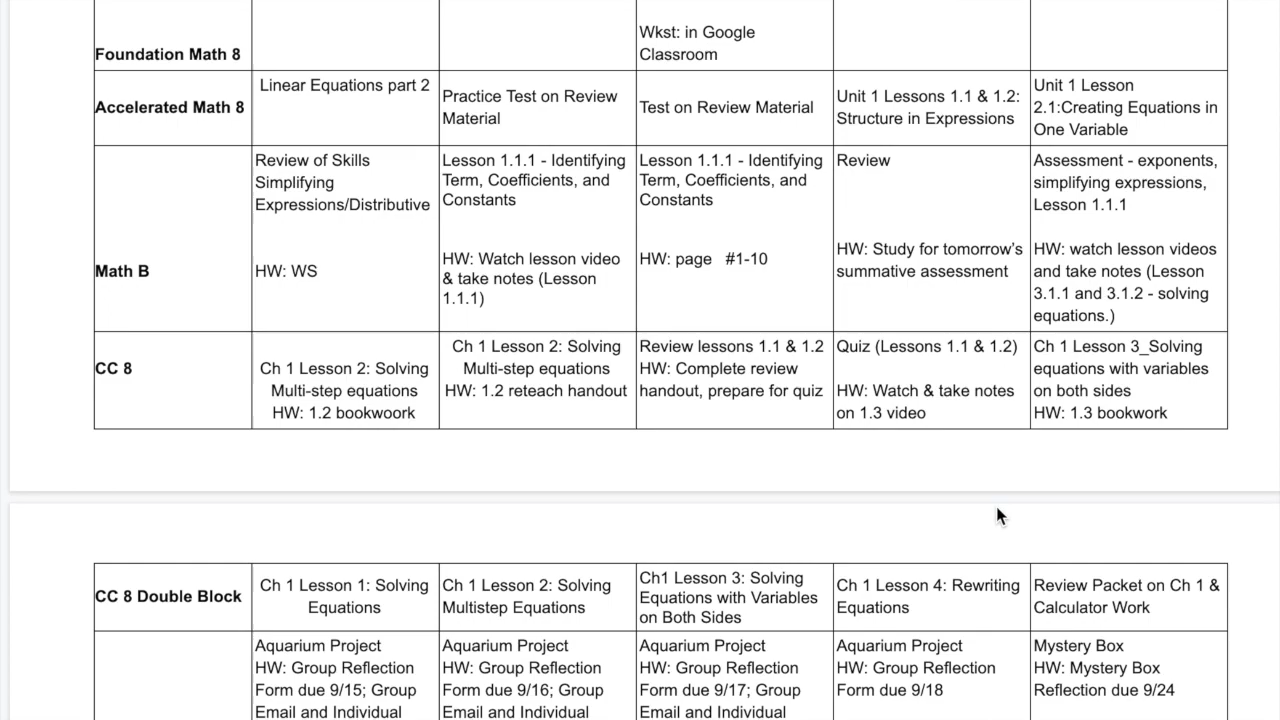 Foundation Math 8
Wkst: in Google
Classroom
Accelerated Math 8
Linear Equations part 2
Practice Test on Review
Material
Test on Review Material
Unit 1 Lessons 1.1 & 1.2:
Structure in Expressions
Unit 1 Lesson
2.1:Creating Equations in
One Variable
Math B
Review of Skills
Simplifying
Expressions/Distributive
HW: WS
Lesson 1.1.1 - Identifying
Term, Coefficients, and
Constants
HW: Watch lesson video
& take notes (Lesson
1.1.1)
Lesson 1.1.1 - Identifying
Term, Coefficients, and
Constants
HW: page #1-10
Review
HW: Study for tomorrow's
summative assessment
Assessment - exponents,
simplifying expressions,
Lesson 1.1.1
HW: watch lesson videos
and take notes (Lesson
3.1.1 and 3.1.2 - solving
equations.)
CC 8
Ch 1 Lesson 2: Solving
Multi-step equations
HW: 1.2 bookwoork
Ch 1 Lesson 2: Solving
Multi-step equations
HW: 1.2 reteach handout
Review lessons 1.1 & 1.2
HW: Complete review
handout, prepare for quiz
Quiz (Lessons 1.1 & 1.2)
HW: Watch & take notes
on 1.3 video
Ch 1 Lesson 3_Solving
equations with variables
on both sides
HW: 1.3 bookwork
CC 8 Double Block
Ch 1 Lesson 1: Solving
Equations
Ch 1 Lesson 2: Solving
Multistep Equations
Ch1 Lesson 3: Solving
Equations with Variables
on Both Sides
Ch 1 Lesson 4: Rewriting
Equations
Review Packet on Ch 1 &
Calculator Work
Aquarium Project
HW: Group Reflection
Form due 9/15; Group
Email and Individual
Aquarium Project
HW: Group Reflection
Form due 9/16; Group
Email and Individual
Aquarium Project
HW: Group Reflection
Form due 9/17; Group
Email and Individual
Aquarium Project
HW: Group Reflection
Form due 9/18
Mystery Box
HW: Mystery Box
Reflection due 9/24